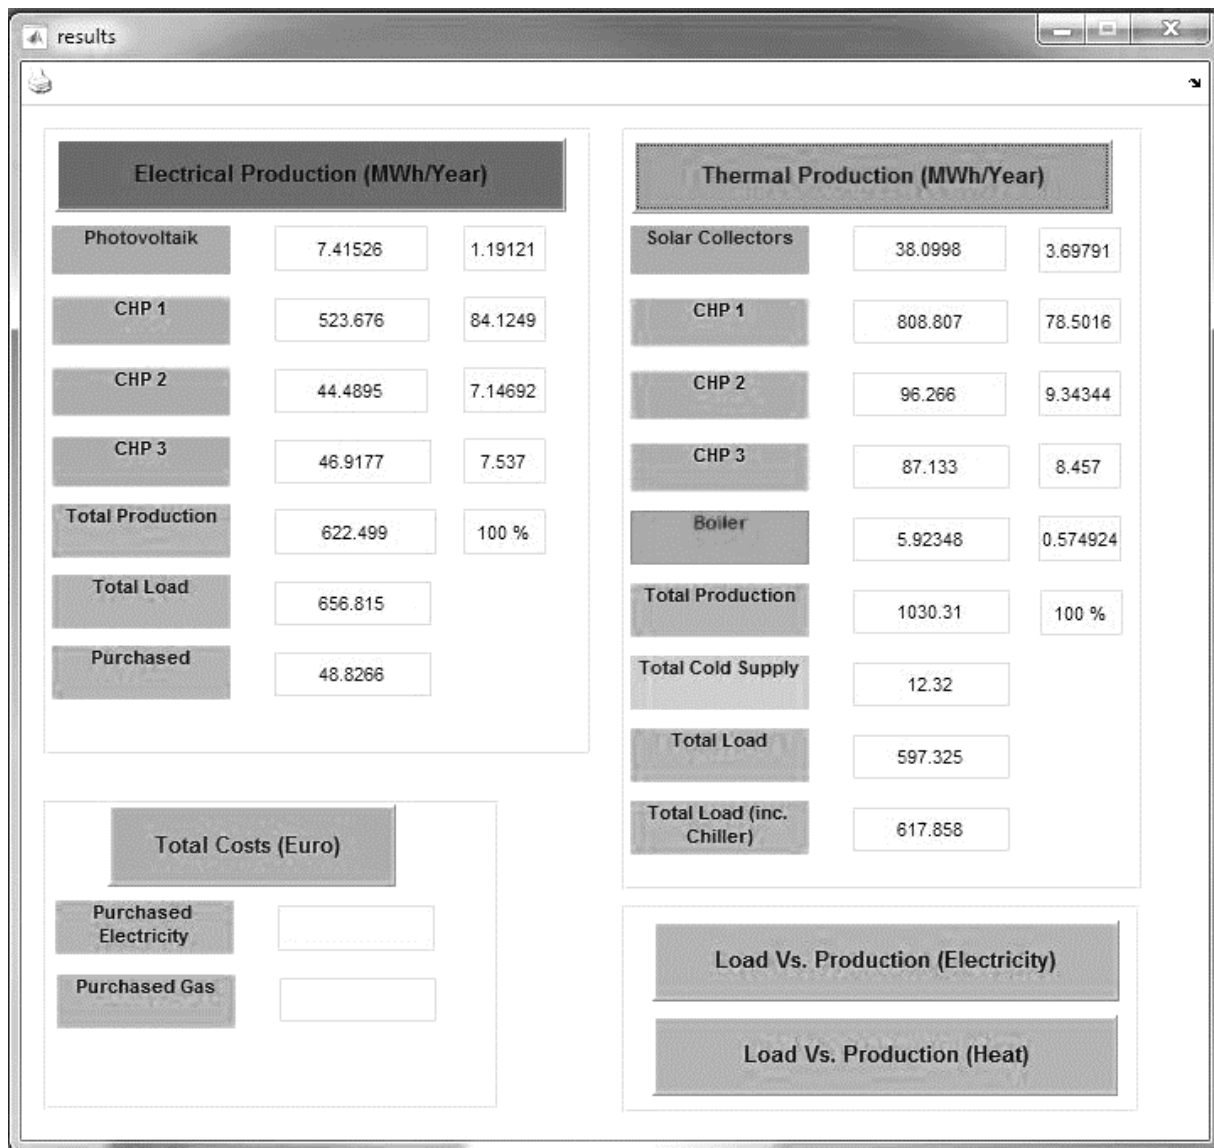 results
Electrical Production (MWh/Year)
Photovoltaik 7.41526 1.19121
CHP 1 523.676 84.1249
CHP 2 44.4895 7.14692
CHP 3 46.9177 7.537
Total Production 622.499 100 %
Total Load 656.815
Purchased 48.8266
Total Costs (Euro)
Purchased
Electricity
Purchased Gas
Thermal Production (MWh/Year)
Solar Collectors 38.0998 3.69791
CHP 1 808.807 78.5016
CHP 2 96.266 9.34344
CHP 3 87.133 8.457
Boiler 5.92348 0.574924
Total Production 1030.31 100 %
Total Cold Supply 12.32
Total Load 597.325
Total Load (inc.
Chiller) 617.858
Load Vs. Production (Electricity)
Load Vs. Production (Heat)